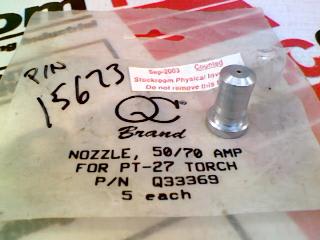 P/N
15623
Sep-2003 Counted
Stockroom Physical Inv
Do not remove this
QC®
Brand
NOZZLE, 50/70 AMP
FOR PT-27 TORCH
P/N Q33369
5 each